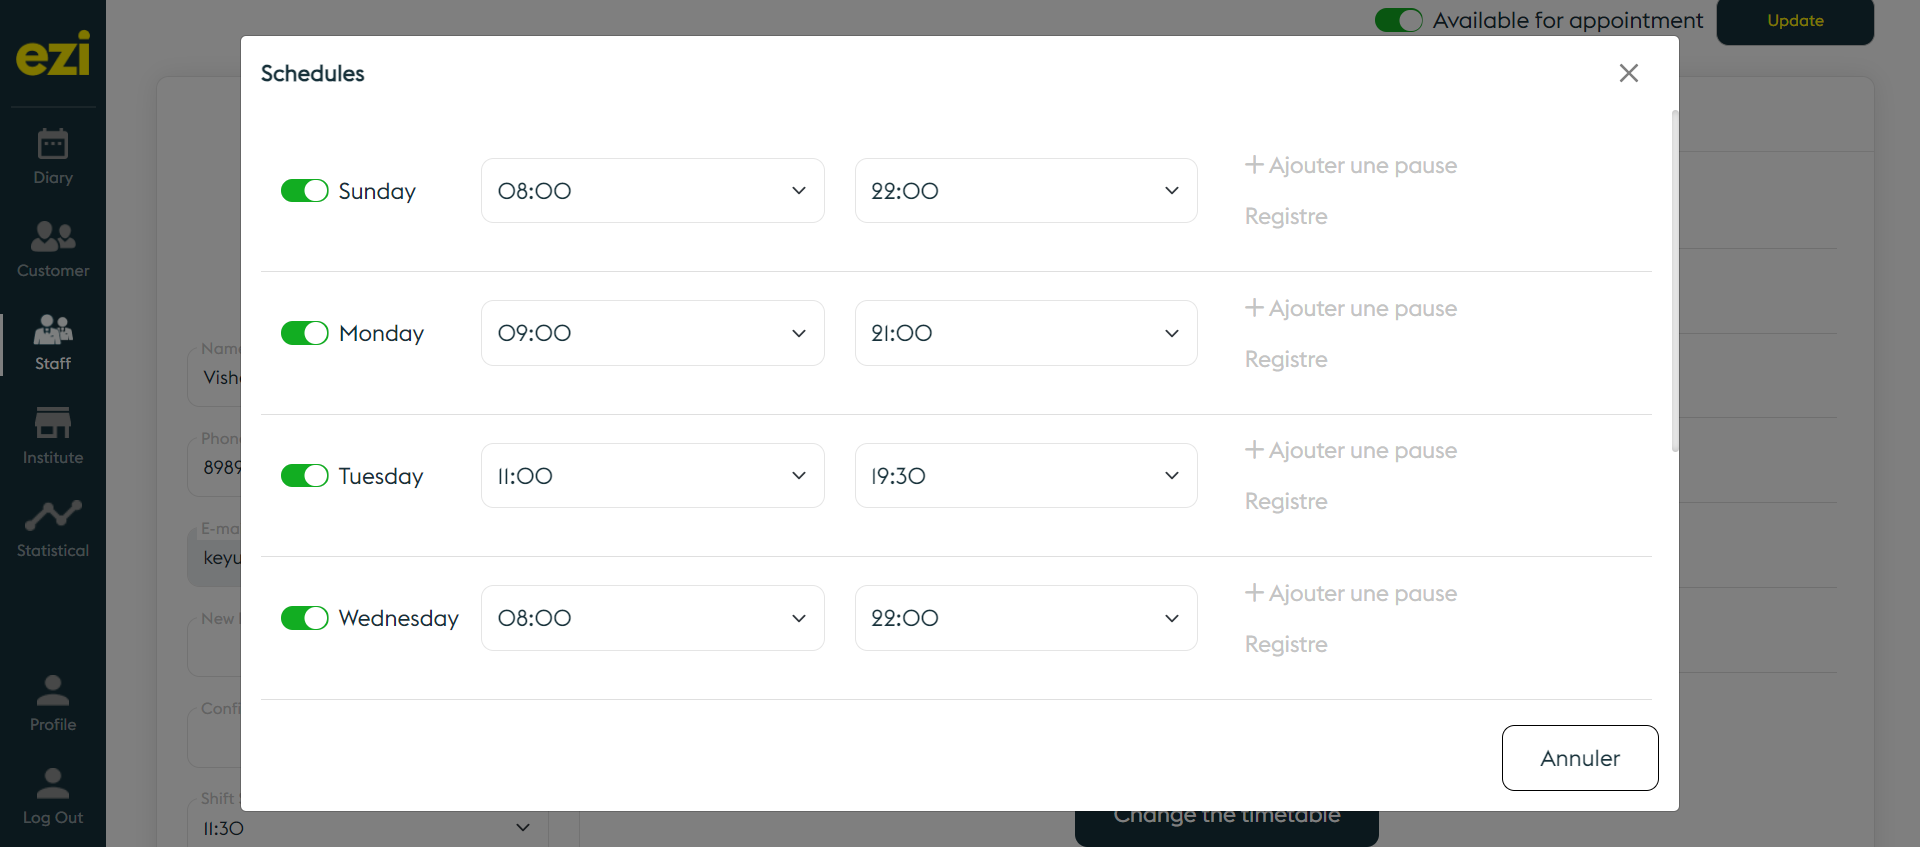 ezi
Diary
Customer
Staff
Institute
Statistical
Profile
Log Out
Available for appointment
Update
Schedules
Sunday
08:00
22:00
+ Ajouter une pause
Registre
Monday
09:00
21:00
+ Ajouter une pause
Registre
Tuesday
11:00
19:30
+ Ajouter une pause
Registre
Wednesday
08:00
22:00
+ Ajouter une pause
Registre
Annuler
Name
Phone
E-ma
keyu
New
Confi
Shift
11:30
Change the timetable